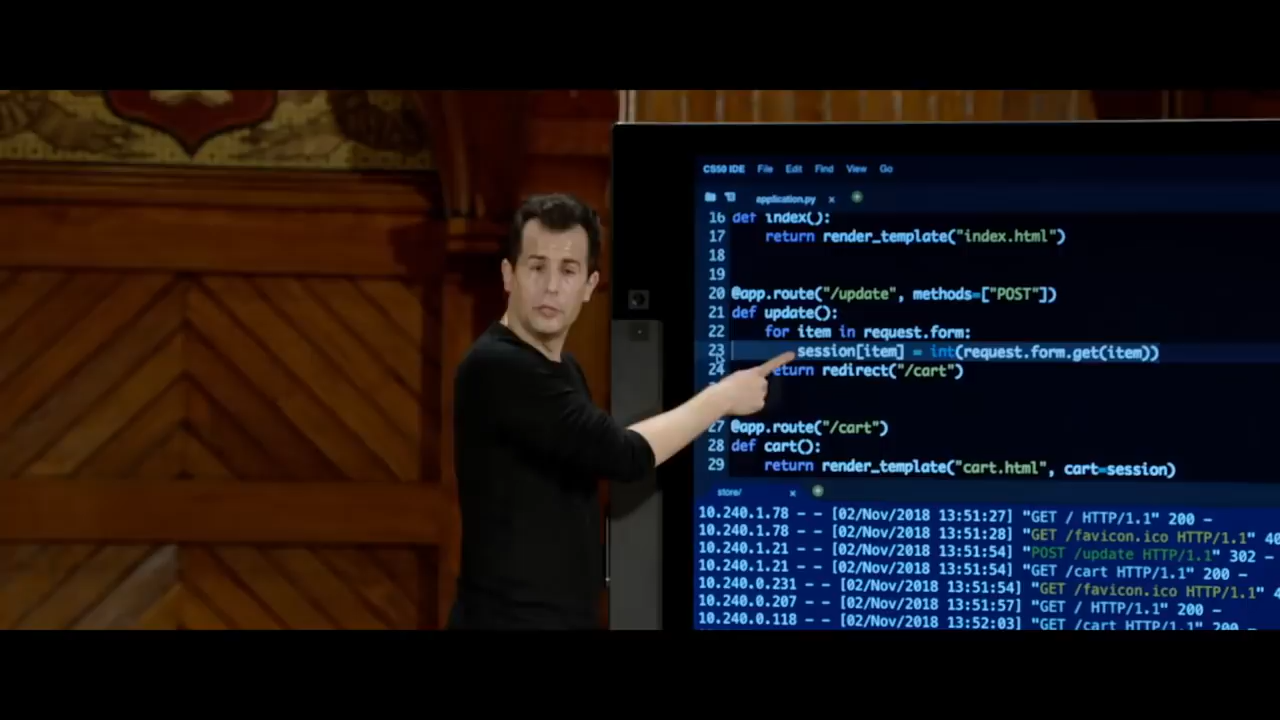 CS50 IDE File Edit Find View Go
application.py
16 def index():
17 return render_template("index.html")
18
19
20 @app.route("/update", methods=["POST"])
21 def update():
22 for item in request.form:
23 session[item] = int(request.form.get(item))
24 return redirect("/cart")
27 @app.route("/cart")
28 def cart():
29 return render_template("cart.html", cart=session)
store/
10.240.1.78 - - [02/Nov/2018 13:51:27] "GET / HTTP/1.1" 200 -
10.240.1.78 - - [02/Nov/2018 13:51:28] "GET /favicon.ico HTTP/1.1" 40
10.240.1.21 - - [02/Nov/2018 13:51:54] "POST /update HTTP/1.1" 302 -
10.240.1.21 - - [02/Nov/2018 13:51:54] "GET /cart HTTP/1.1" 200 -
10.240.0.231 - - [02/Nov/2018 13:51:54] "GET /favicon.ico HTTP/1.1" 4
10.240.0.207 - - [02/Nov/2018 13:51:57] "GET / HTTP/1.1" 200 -
10.240.0.118 - - [02/Nov/2018 13:52:03] "GET /cart HTTP/1.1" 200 -